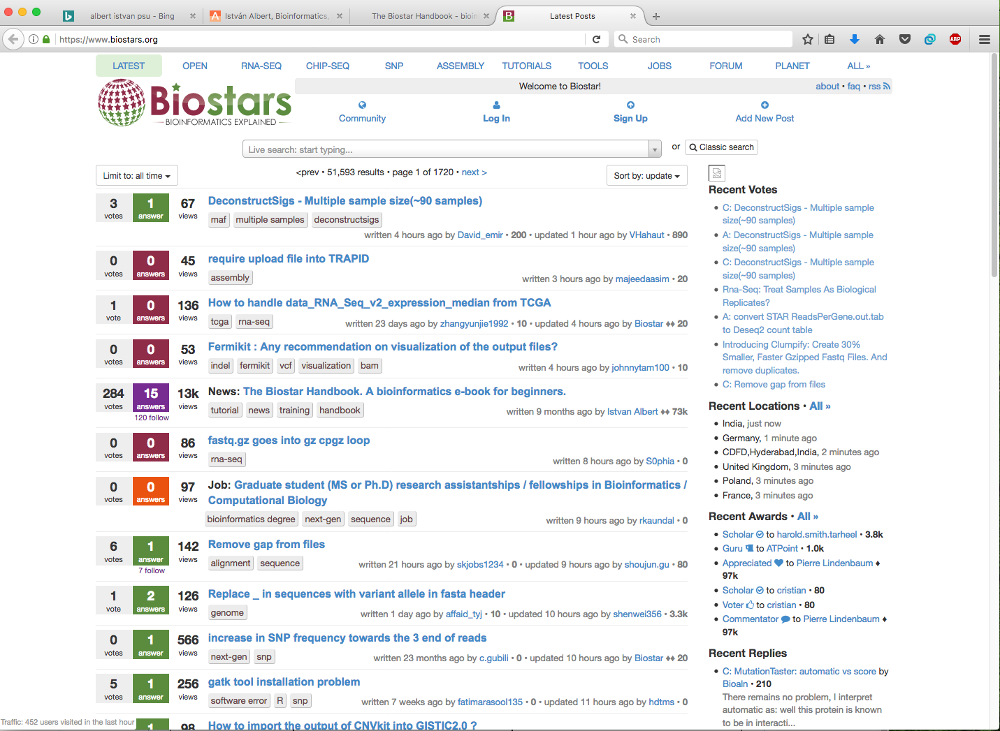 albert istvan psu - Bing
István Albert, Bioinformatics,
The Biostar Handbook - bioin
Latest Posts
https://www.biostars.org
Search
ABP
LATEST OPEN RNA-SEQ CHIP-SEQ SNP ASSEMBLY TUTORIALS TOOLS JOBS FORUM PLANET ALL »
Welcome to Biostar!
about • faq • rss
Biostars
BIOINFORMATICS EXPLAINED
Community Log In Sign Up Add New Post
Live search: start typing...
or
Classic search
Limit to: all time
<prev • 51,593 results • page 1 of 1720 • next >
Sort by: update
3 votes 1 answer 67 views
DeconstructSigs - Multiple sample size(~90 samples)
maf multiple samples deconstructsigs
written 4 hours ago by David_emir • 200 • updated 1 hour ago by VHahaut • 890
0 votes 0 answers 45 views
require upload file into TRAPID
assembly
written 3 hours ago by majeedaasim • 20
1 vote 0 answers 136 views
How to handle data_RNA_Seq_v2_expression_median from TCGA
tcga rna-seq
written 23 days ago by zhangyunjie1992 • 10 • updated 4 hours ago by Biostar ♦♦ 20
0 votes 0 answers 53 views
Fermikit : Any recommendation on visualization of the output files?
indel fermikit vcf visualization bam
written 4 hours ago by johnnytam100 • 10
284 votes 15 answers 13k views
120 follow
News: The Biostar Handbook. A bioinformatics e-book for beginners.
tutorial news training handbook
written 9 months ago by Istvan Albert ♦♦ 73k
0 votes 0 answers 86 views
fastq.gz goes into gz cpgz loop
rna-seq
written 8 hours ago by S0phia • 0
0 votes 0 answers 97 views
Job: Graduate student (MS or Ph.D) research assistantships / fellowships in Bioinformatics /
Computational Biology
bioinformatics degree next-gen sequence job
written 9 hours ago by rkaundal • 0
6 votes 1 answer 142 views
7 follow
Remove gap from files
alignment sequence
written 21 hours ago by skjobs1234 • 0 • updated 9 hours ago by shoujun.gu • 80
1 vote 2 answers 126 views
Replace _ in sequences with variant allele in fasta header
genome
written 1 day ago by affaid_tyj • 10 • updated 10 hours ago by shenwei356 • 3.3k
0 votes 1 answer 566 views
increase in SNP frequency towards the 3 end of reads
next-gen snp
written 23 months ago by c.gubili • 0 • updated 10 hours ago by Biostar ♦♦ 20
5 votes 1 answer 256 views
gatk tool installation problem
software error R snp
written 7 weeks ago by fatimarasool135 • 0 • updated 11 hours ago by hdtms • 0
1 98
How to import the output of CNVkit into GISTIC2.0 ?
Traffic: 452 users visited in the last hour
Recent Votes
C: DeconstructSigs - Multiple sample
size(~90 samples)
A: DeconstructSigs - Multiple sample
size(~90 samples)
C: DeconstructSigs - Multiple sample
size(~90 samples)
Rna-Seq: Treat Samples As Biological
Replicates?
A: convert STAR ReadsPerGene.out.tab
to Deseq2 count table
Introducing Clumpify: Create 30%
Smaller, Faster Gzipped Fastq Files. And
remove duplicates.
C: Remove gap from files
Recent Locations • All »
India, just now
Germany, 1 minute ago
CDFD,Hyderabad,India, 2 minutes ago
United Kingdom, 3 minutes ago
Poland, 3 minutes ago
France, 3 minutes ago
Recent Awards • All »
Scholar to harold.smith.tarheel • 3.8k
Guru to ATPoint • 1.0k
Appreciated to Pierre Lindenbaum ♦
97k
Scholar to cristian • 80
Voter to cristian • 80
Commentator to Pierre Lindenbaum ♦
97k
Recent Replies
C: MutationTaster: automatic vs score by
Bioaln • 210
There remains no problem, I interpret
automatic as: well this protein is known
to be in interacti...